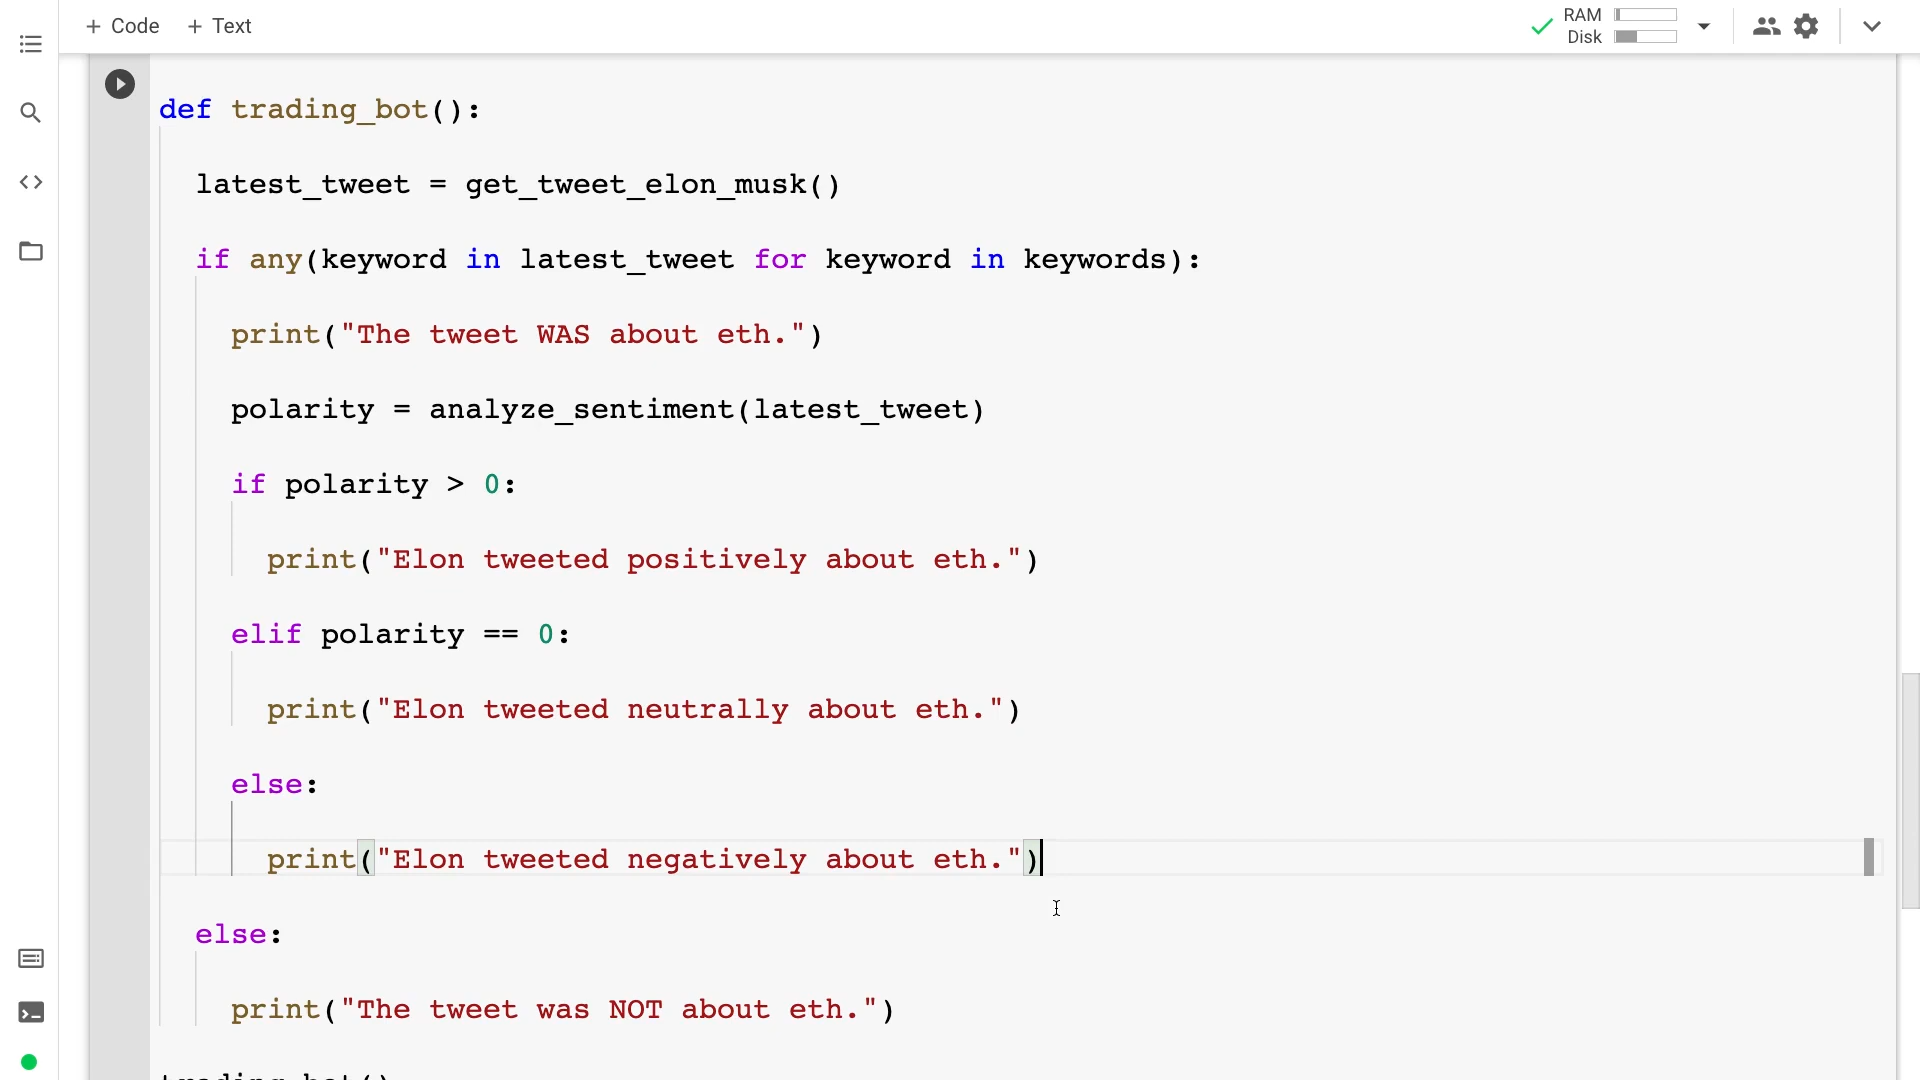 + Code + Text
RAM
Disk
def trading_bot():
latest_tweet = get_tweet_elon_musk()
if any(keyword in latest_tweet for keyword in keywords):
print("The tweet WAS about eth.")
polarity = analyze_sentiment(latest_tweet)
if polarity > 0:
print("Elon tweeted positively about eth.")
elif polarity == 0:
print("Elon tweeted neutrally about eth.")
else:
print("Elon tweeted negatively about eth.")
else:
print("The tweet was NOT about eth.")
trading_bot()